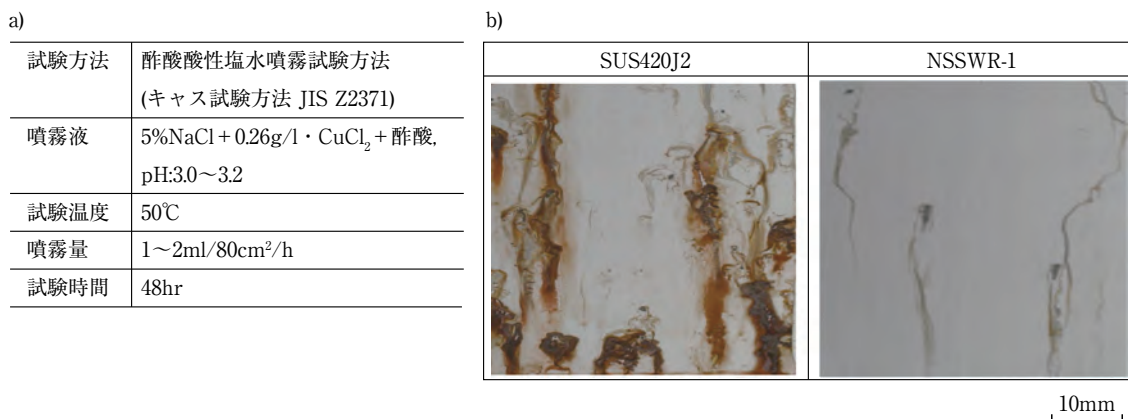 a)
試験方法 酢酸酸性塩水噴霧試験方法
(キャス試験方法 JIS Z2371)
噴霧液 5%NaCl+0.26g/l・CuCl₂+酢酸,
pH:3.0～3.2
試験温度 50℃
噴霧量 1～2ml/80cm²/h
試験時間 48hr
b)
SUS420J2 NSSWR-1
10mm